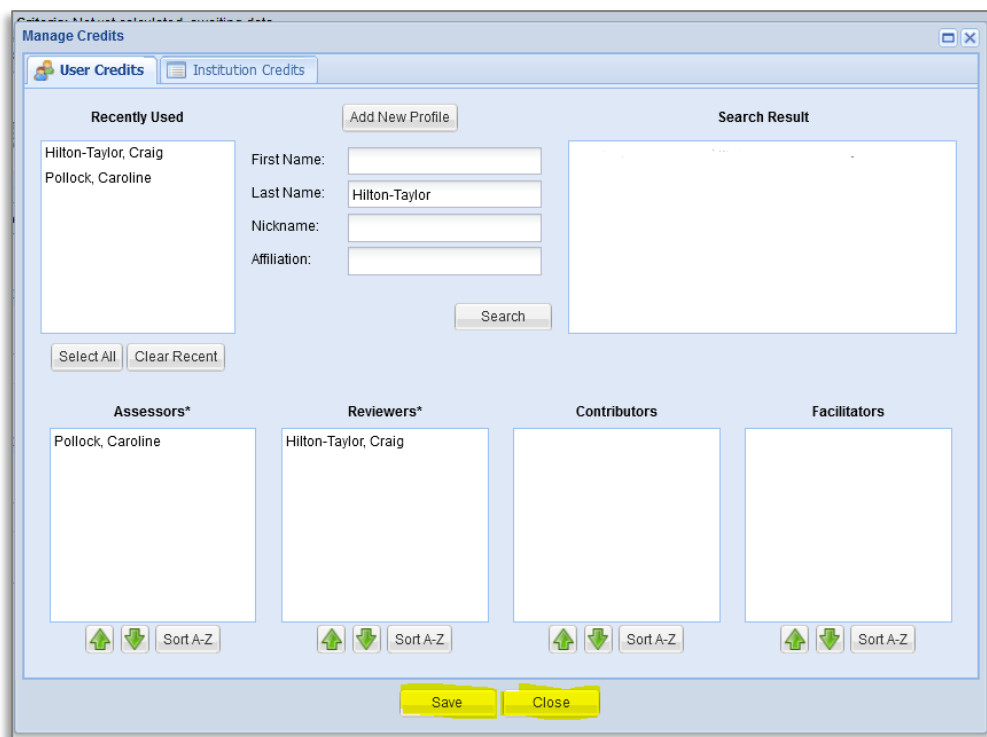 Manage Credits
User Credits
Institution Credits
Recently Used
Add New Profile
Search Result
Hilton-Taylor, Craig
Pollock, Caroline
First Name:
Last Name: Hilton-Taylor
Nickname:
Affiliation:
Search
Select All Clear Recent
Assessors* Reviewers* Contributors Facilitators
Pollock, Caroline Hilton-Taylor, Craig
Sort A-Z Sort A-Z Sort A-Z Sort A-Z
Save Close